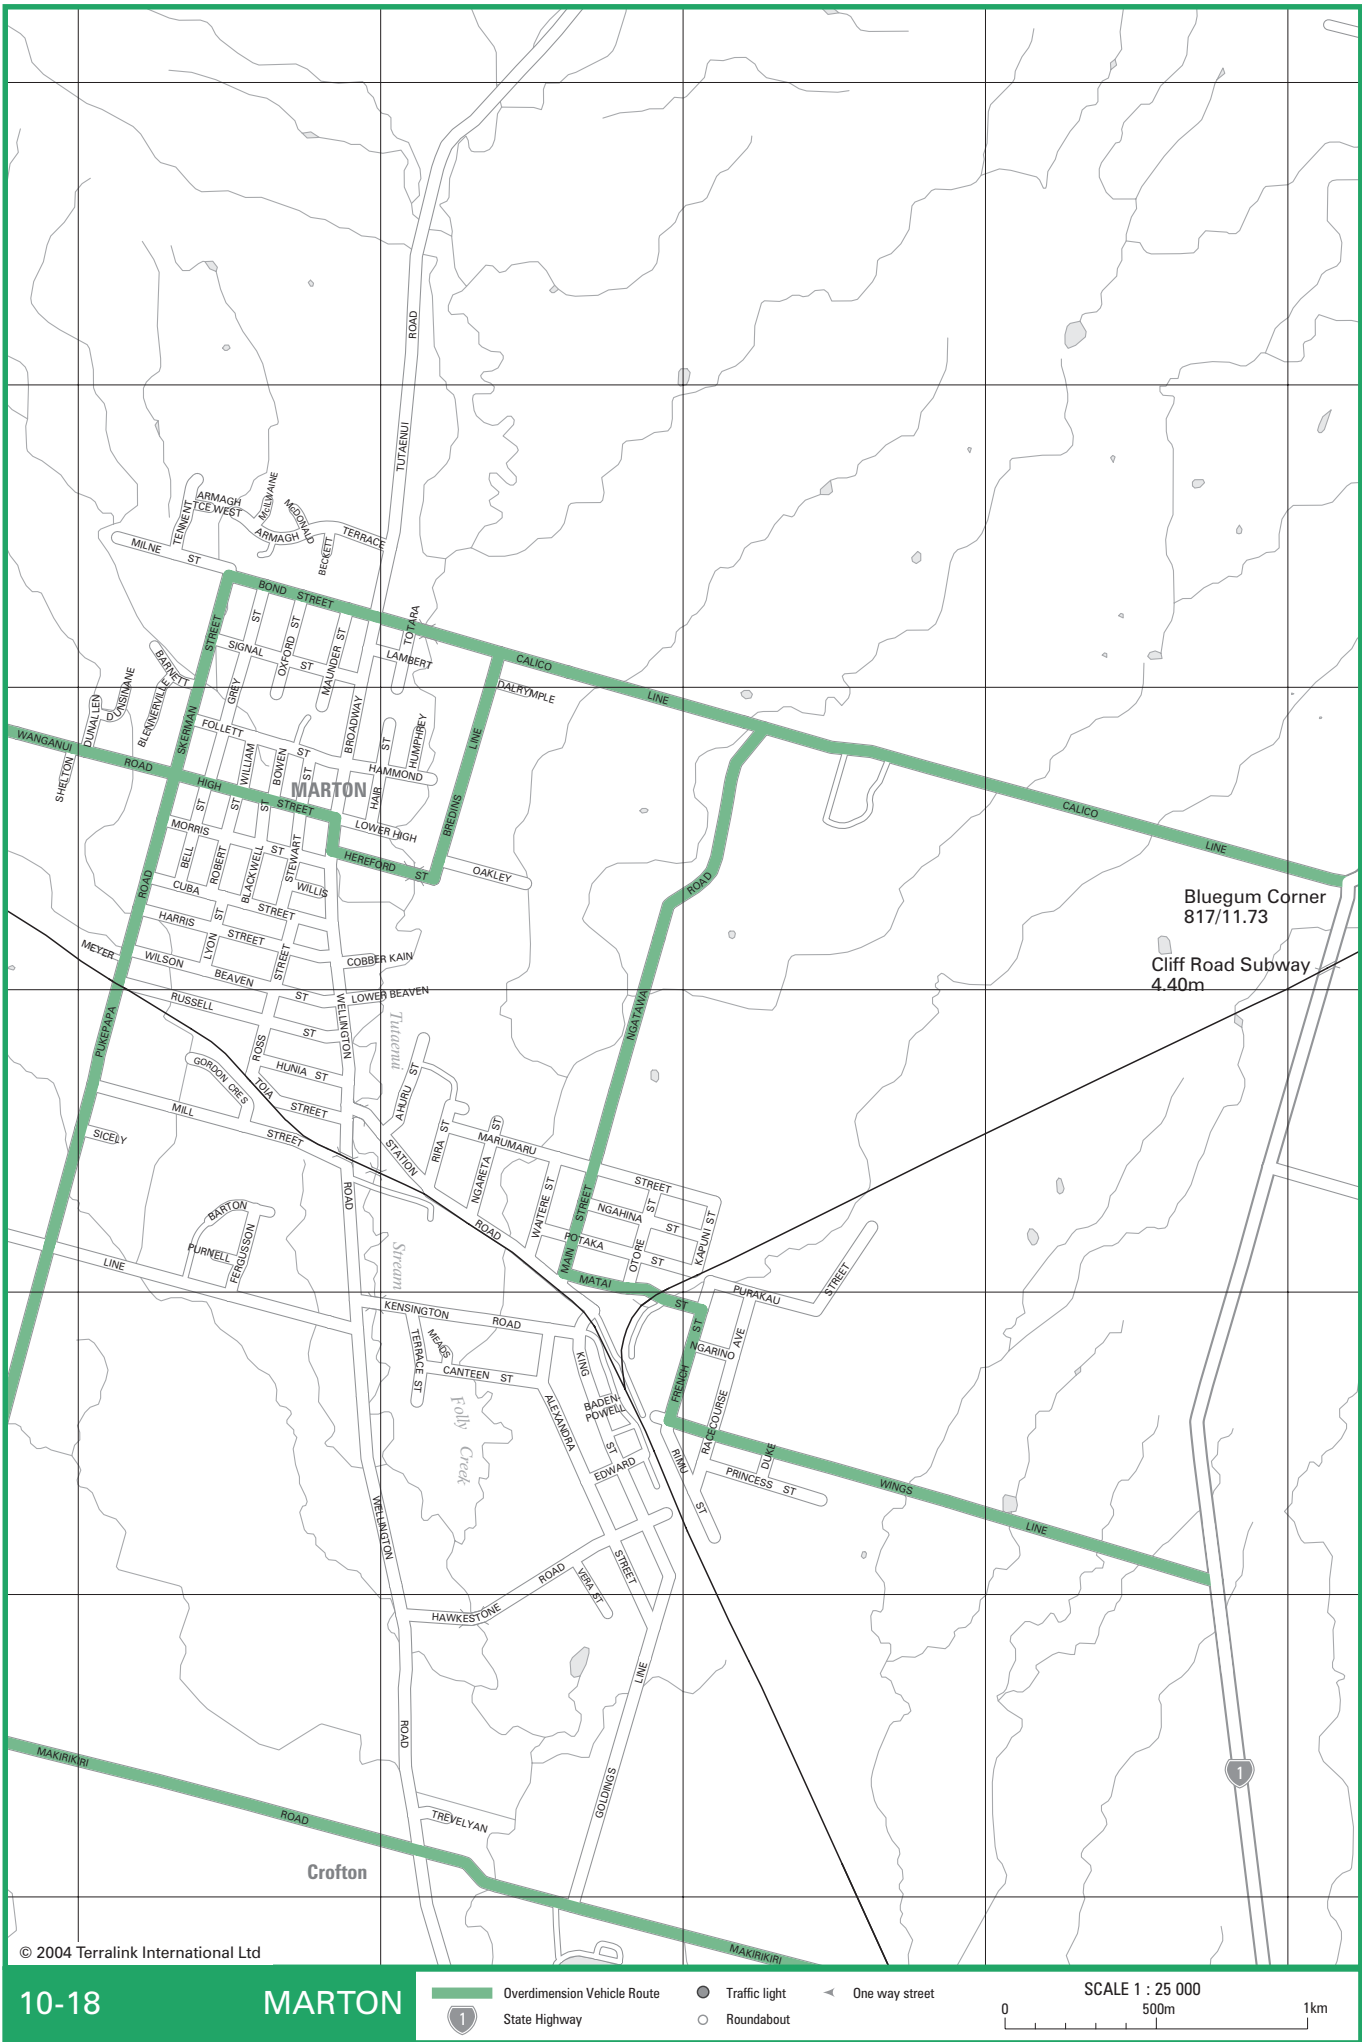 ROAD
TUTAENUI
ARMAGH
TCE WEST
McILWAINE
McDONALD
TENNENT
ARMAGH
TERRACE
MILNE
ST
BECKETT
BOND STREET
STREET
ST
OXFORD ST
MAUNDER ST
TOTARA
SIGNAL
ST
LAMBERT
CALICO
LINE
BARNETT
DUNSINANE
DUNALLEN
BLENNERVILLE
GREY
DALRYMPLE
SKERMAN
FOLLETT
ST
BROADWAY
ST
HUMPHREY
LINE
WANGANUI
ROAD
SHELTON
HIGH
STREET
WILLIAM
ST
BOWEN
ST
ST
MARTON
HAMMOND
HAIR
ST
LOWER HIGH
BREDINS
CALICO
LINE
MORRIS
ST
BELL
ROBERT
BLACKWELL
STEWART
HEREFORD ST
OAKLEY
ROAD
CUBA
STREET
WILLIS
ROAD
Bluegum Corner
817/11.73
HARRIS
STREET
ST
LYON
STREET
MEYER
WILSON
COBBER KAIN
Cliff Road Subway
4.40m
BEAVEN
ST
LOWER BEAVEN
RUSSELL
ST
WELLINGTON
Tutaenui
NGATAWA
PUKEPAPA
ROSS
GORDON CRES
HUNIA ST
TOIA
STREET
AHURU ST
MILL
STREET
SICELY
STATION
RIRA ST
ST
NGARETA
MARUMARU
STREET
ROAD
WAITERE ST
STREET
NGAHINA
ST
ST
KAPUNI ST
BARTON
PURNELL
FERGUSSON
ROAD
POTAKA
ST
OTORE
MAIN
LINE
Stream
MATAI
ST
PURAKAU
STREET
KENSINGTON
ROAD
ST
AVE
NGARINO
MEADS
TERRACE ST
CANTEEN ST
KING
FRENCH
BADEN-
POWELL
Folly Creek
ALEXANDRA
ST
RACECOURSE
DUKE
RIMU
ST
EDWARD
PRINCESS ST
WINGS
LINE
WELLINGTON
STREET
ROAD
VERA ST
HAWKESTONE
LINE
ROAD
MAKIRIKIRI
ROAD
GOLDINGS
1
TREVELYAN
Crofton
MAKIRIKIRI
© 2004 Terralink International Ltd
10-18 MARTON
Overdimension Vehicle Route
Traffic light
One way street
1
State Highway
Roundabout
SCALE 1 : 25 000
0 500m 1km